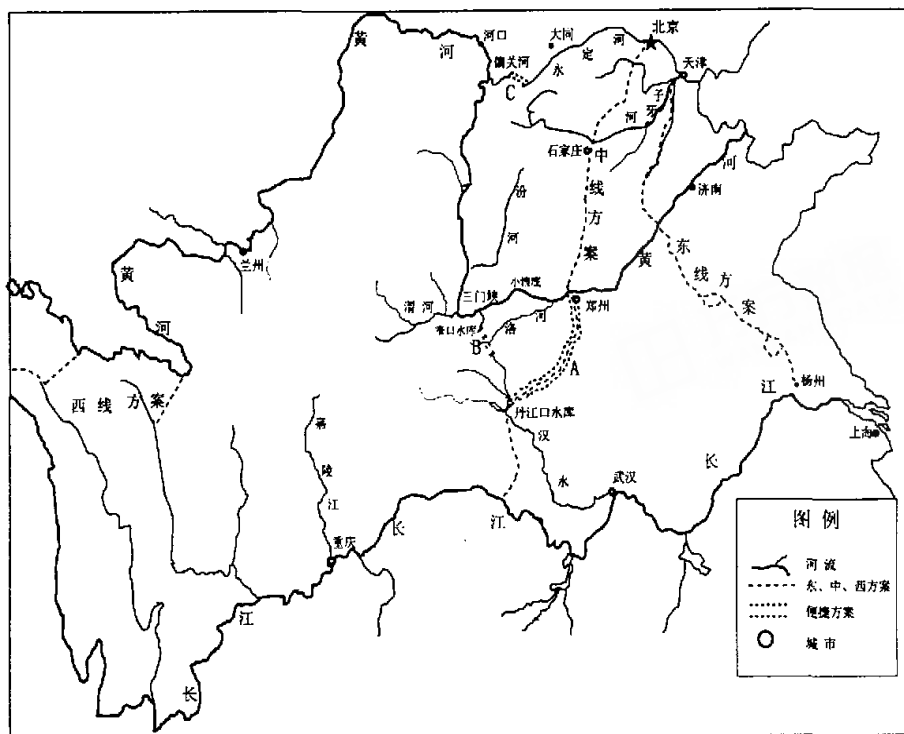 黄
河
河口
大同
永定河
北京
偏关河
C
天津
子牙河
石家庄
中线方案
汾河
黄河
济南
东线方案
兰州
黄河
渭河
三门峡
小浪底
洛河
郑州
B
A
西线方案
丹江口水库
汉水
扬州
江
上海
嘉陵江
重庆
长
江
武汉
长
江
长
图例
河流
东、中、西方案
便捷方案
城市